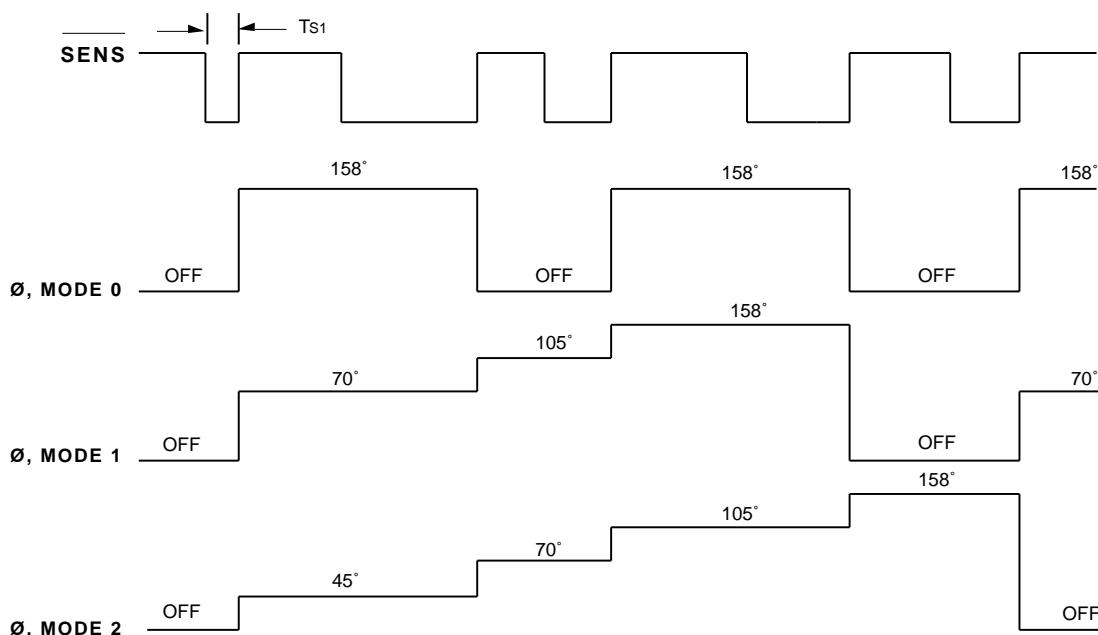 TS1
SENS
158°
158°
158°
OFF
OFF
OFF
Ø, MODE 0
158°
105°
70°
70°
OFF
OFF
Ø, MODE 1
158°
105°
70°
45°
OFF
OFF
Ø, MODE 2